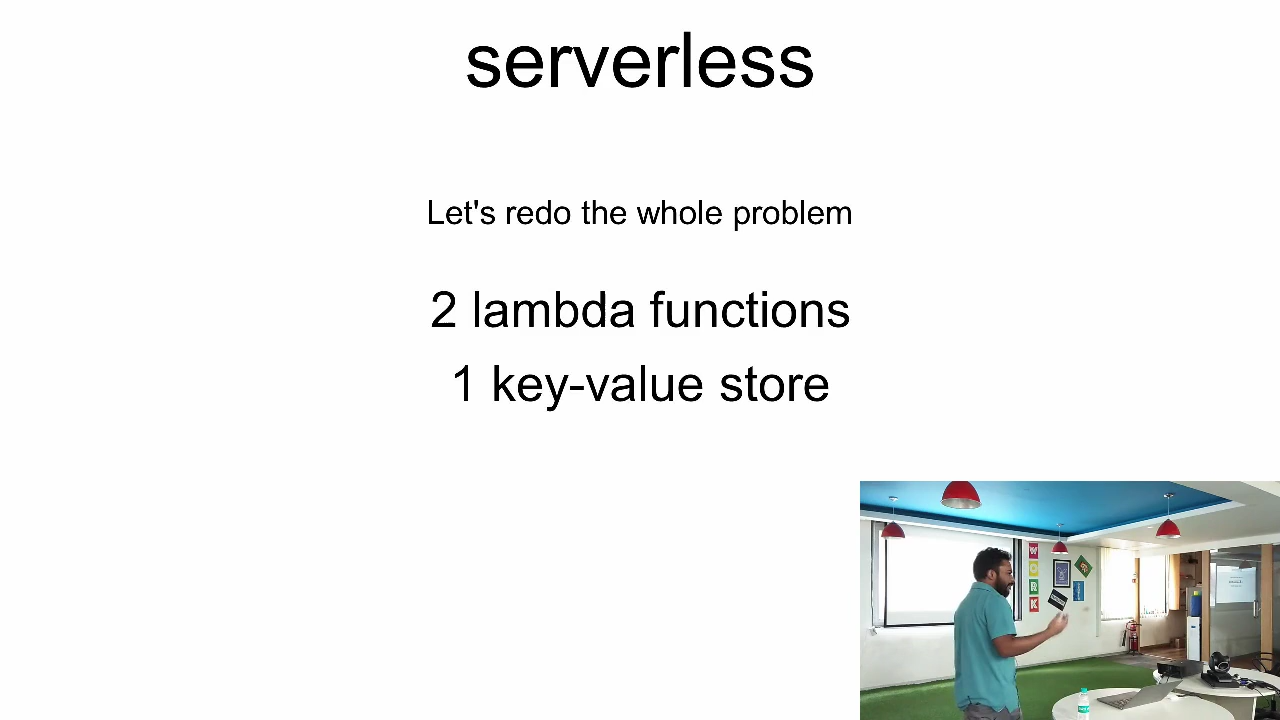 serverless
Let's redo the whole problem
2 lambda functions
1 key-value store
W
O
R
K